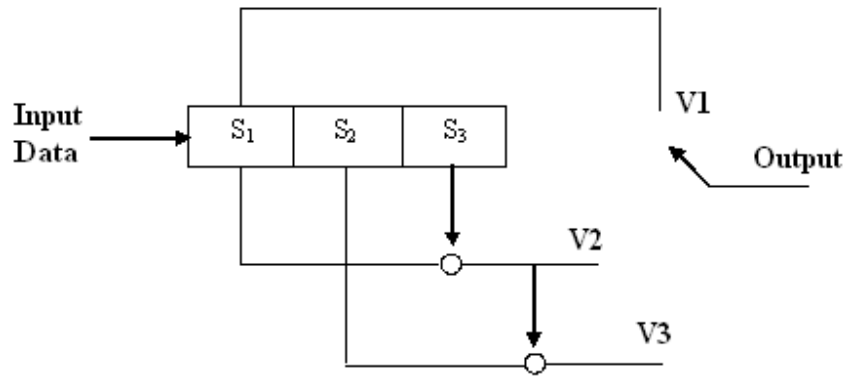 Input
Data
S₁ S₂ S₃
V1
Output
V2
V3